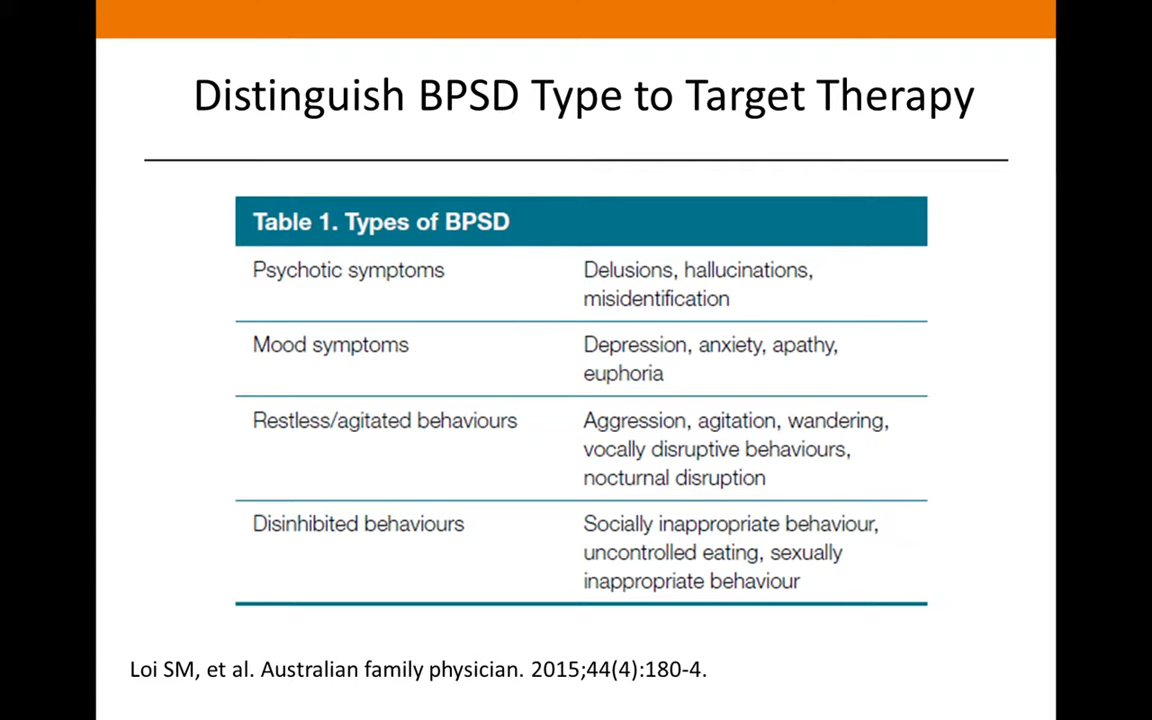 Distinguish BPSD Type to Target Therapy
Table 1. Types of BPSD
Psychotic symptoms
Delusions, hallucinations,
misidentification
Mood symptoms
Depression, anxiety, apathy,
euphoria
Restless/agitated behaviours
Aggression, agitation, wandering,
vocally disruptive behaviours,
nocturnal disruption
Disinhibited behaviours
Socially inappropriate behaviour,
uncontrolled eating, sexually
inappropriate behaviour
Loi SM, et al. Australian family physician. 2015;44(4):180-4.